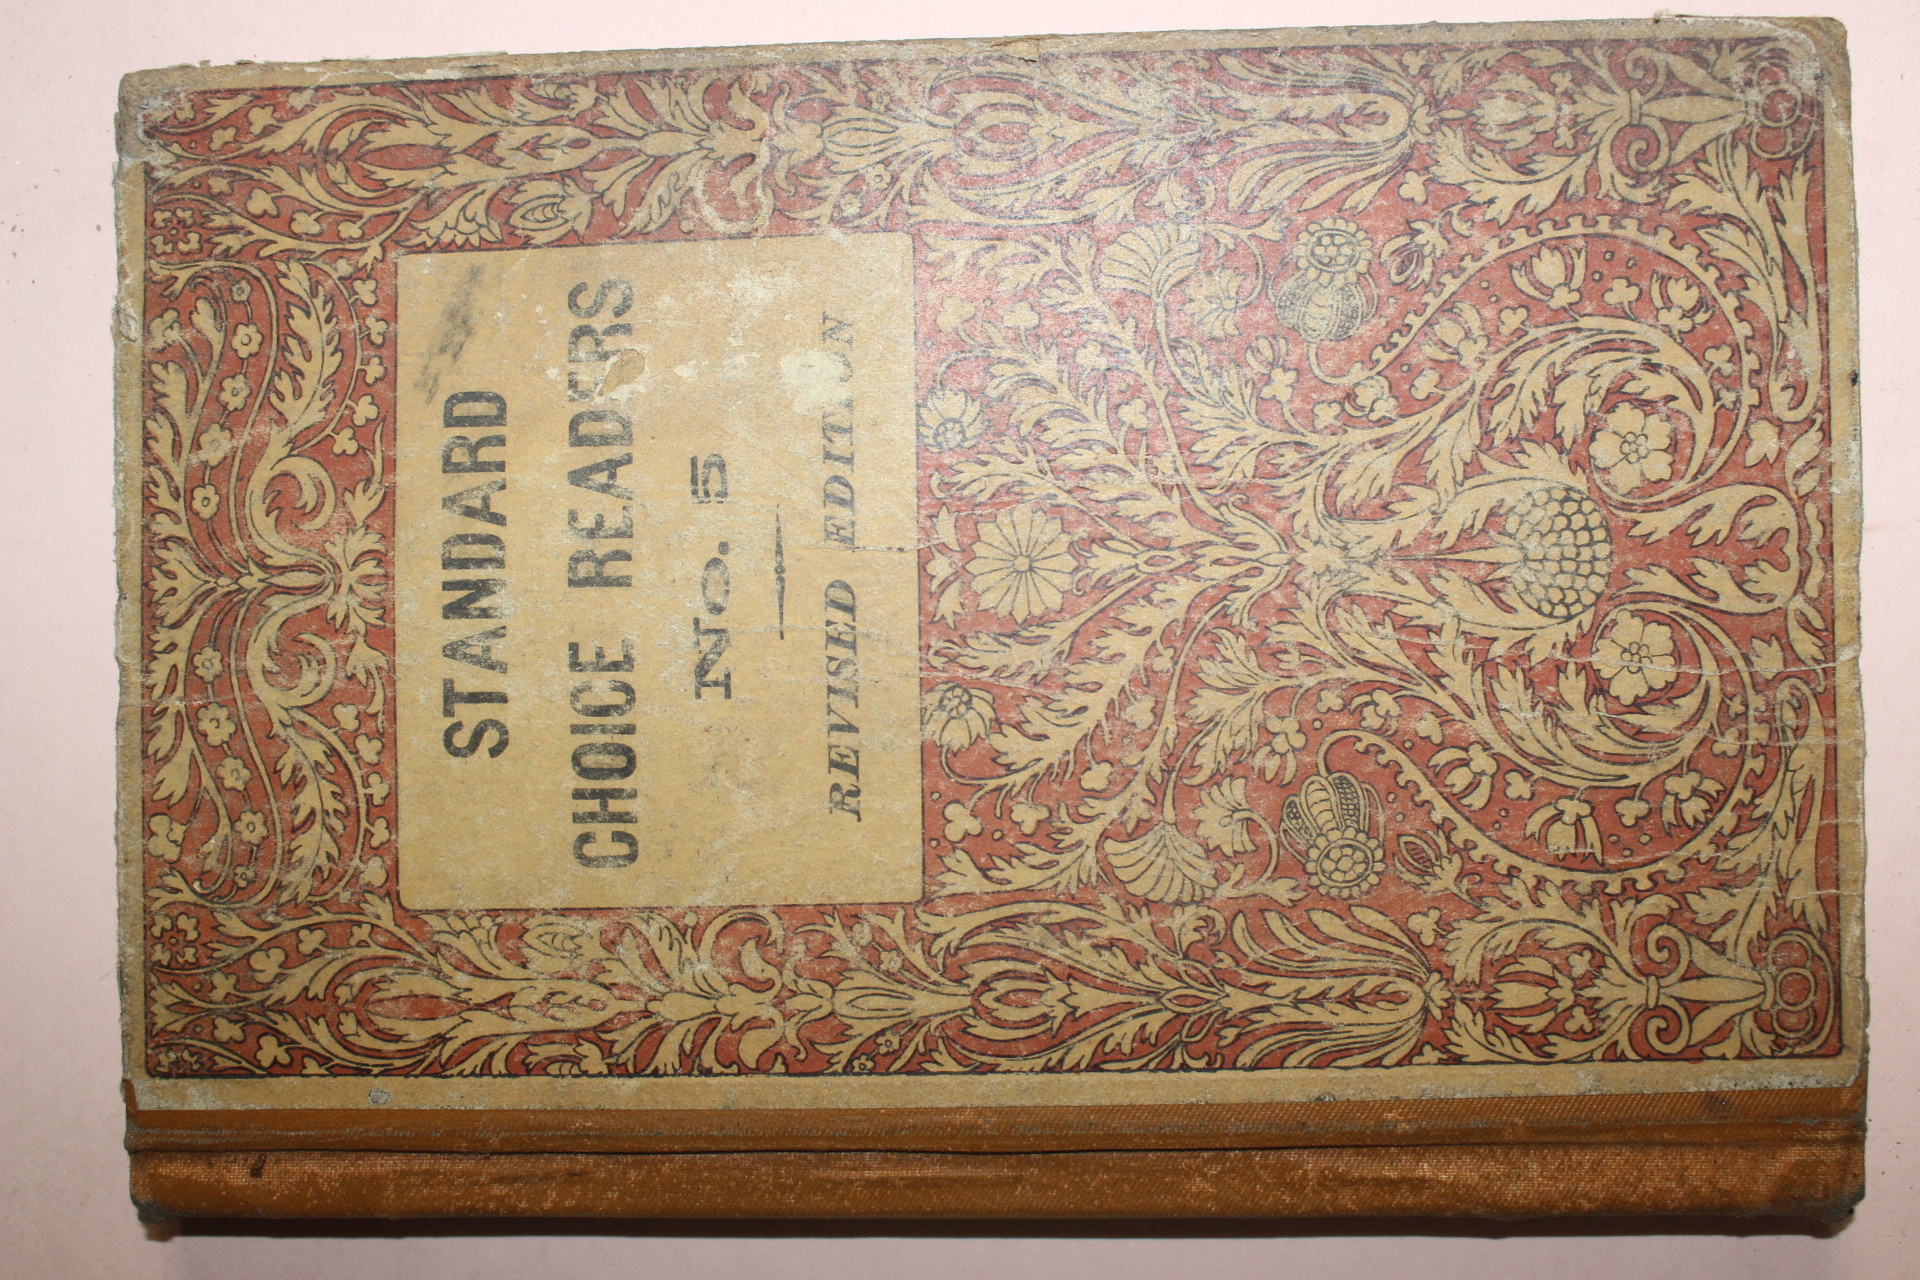 STANDARD
CHOICE READERS
NO. 5
REVISED EDITION